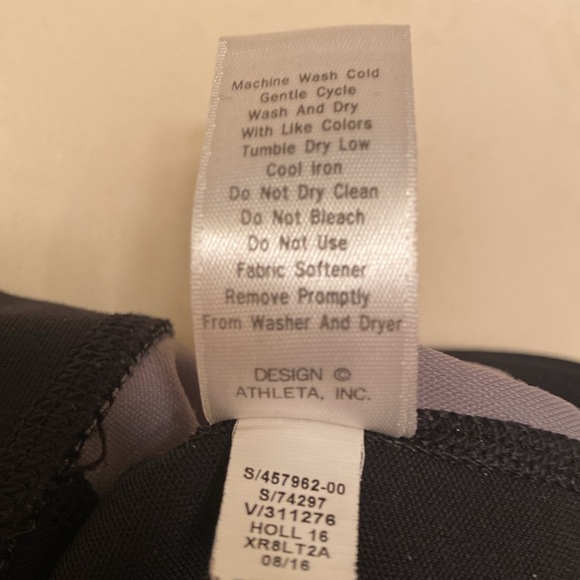 Machine Wash Cold
Gentle Cycle
Wash And Dry
With Like Colors
Tumble Dry Low
Cool Iron
Do Not Dry Clean
Do Not Bleach
Do Not Use
Fabric Softener
Remove Promptly
From Washer And Dryer
DESIGN ©
ATHLETA, INC.
S/457962-00
S/74297
V/311276
HOLL 16
XR8LT2A
08/16